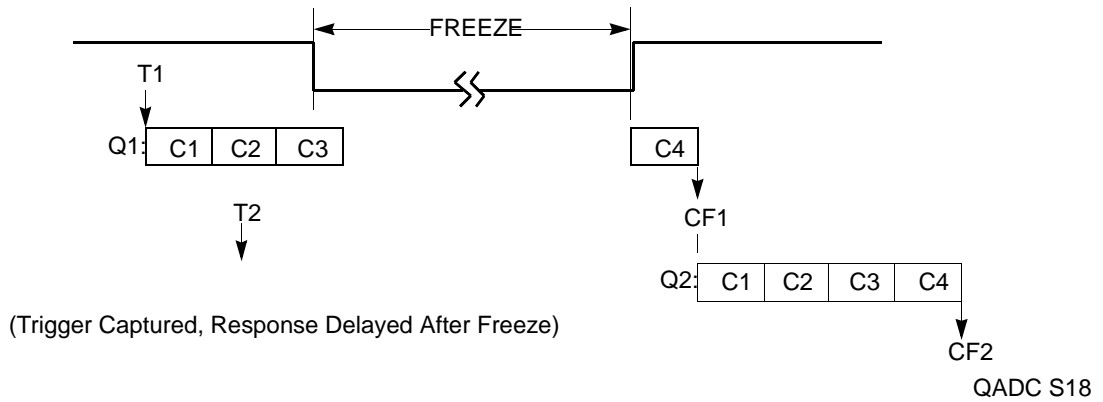 FREEZE
T1
Q1: C1 C2 C3 C4
T2
CF1
Q2: C1 C2 C3 C4
(Trigger Captured, Response Delayed After Freeze)
CF2
QADC S18